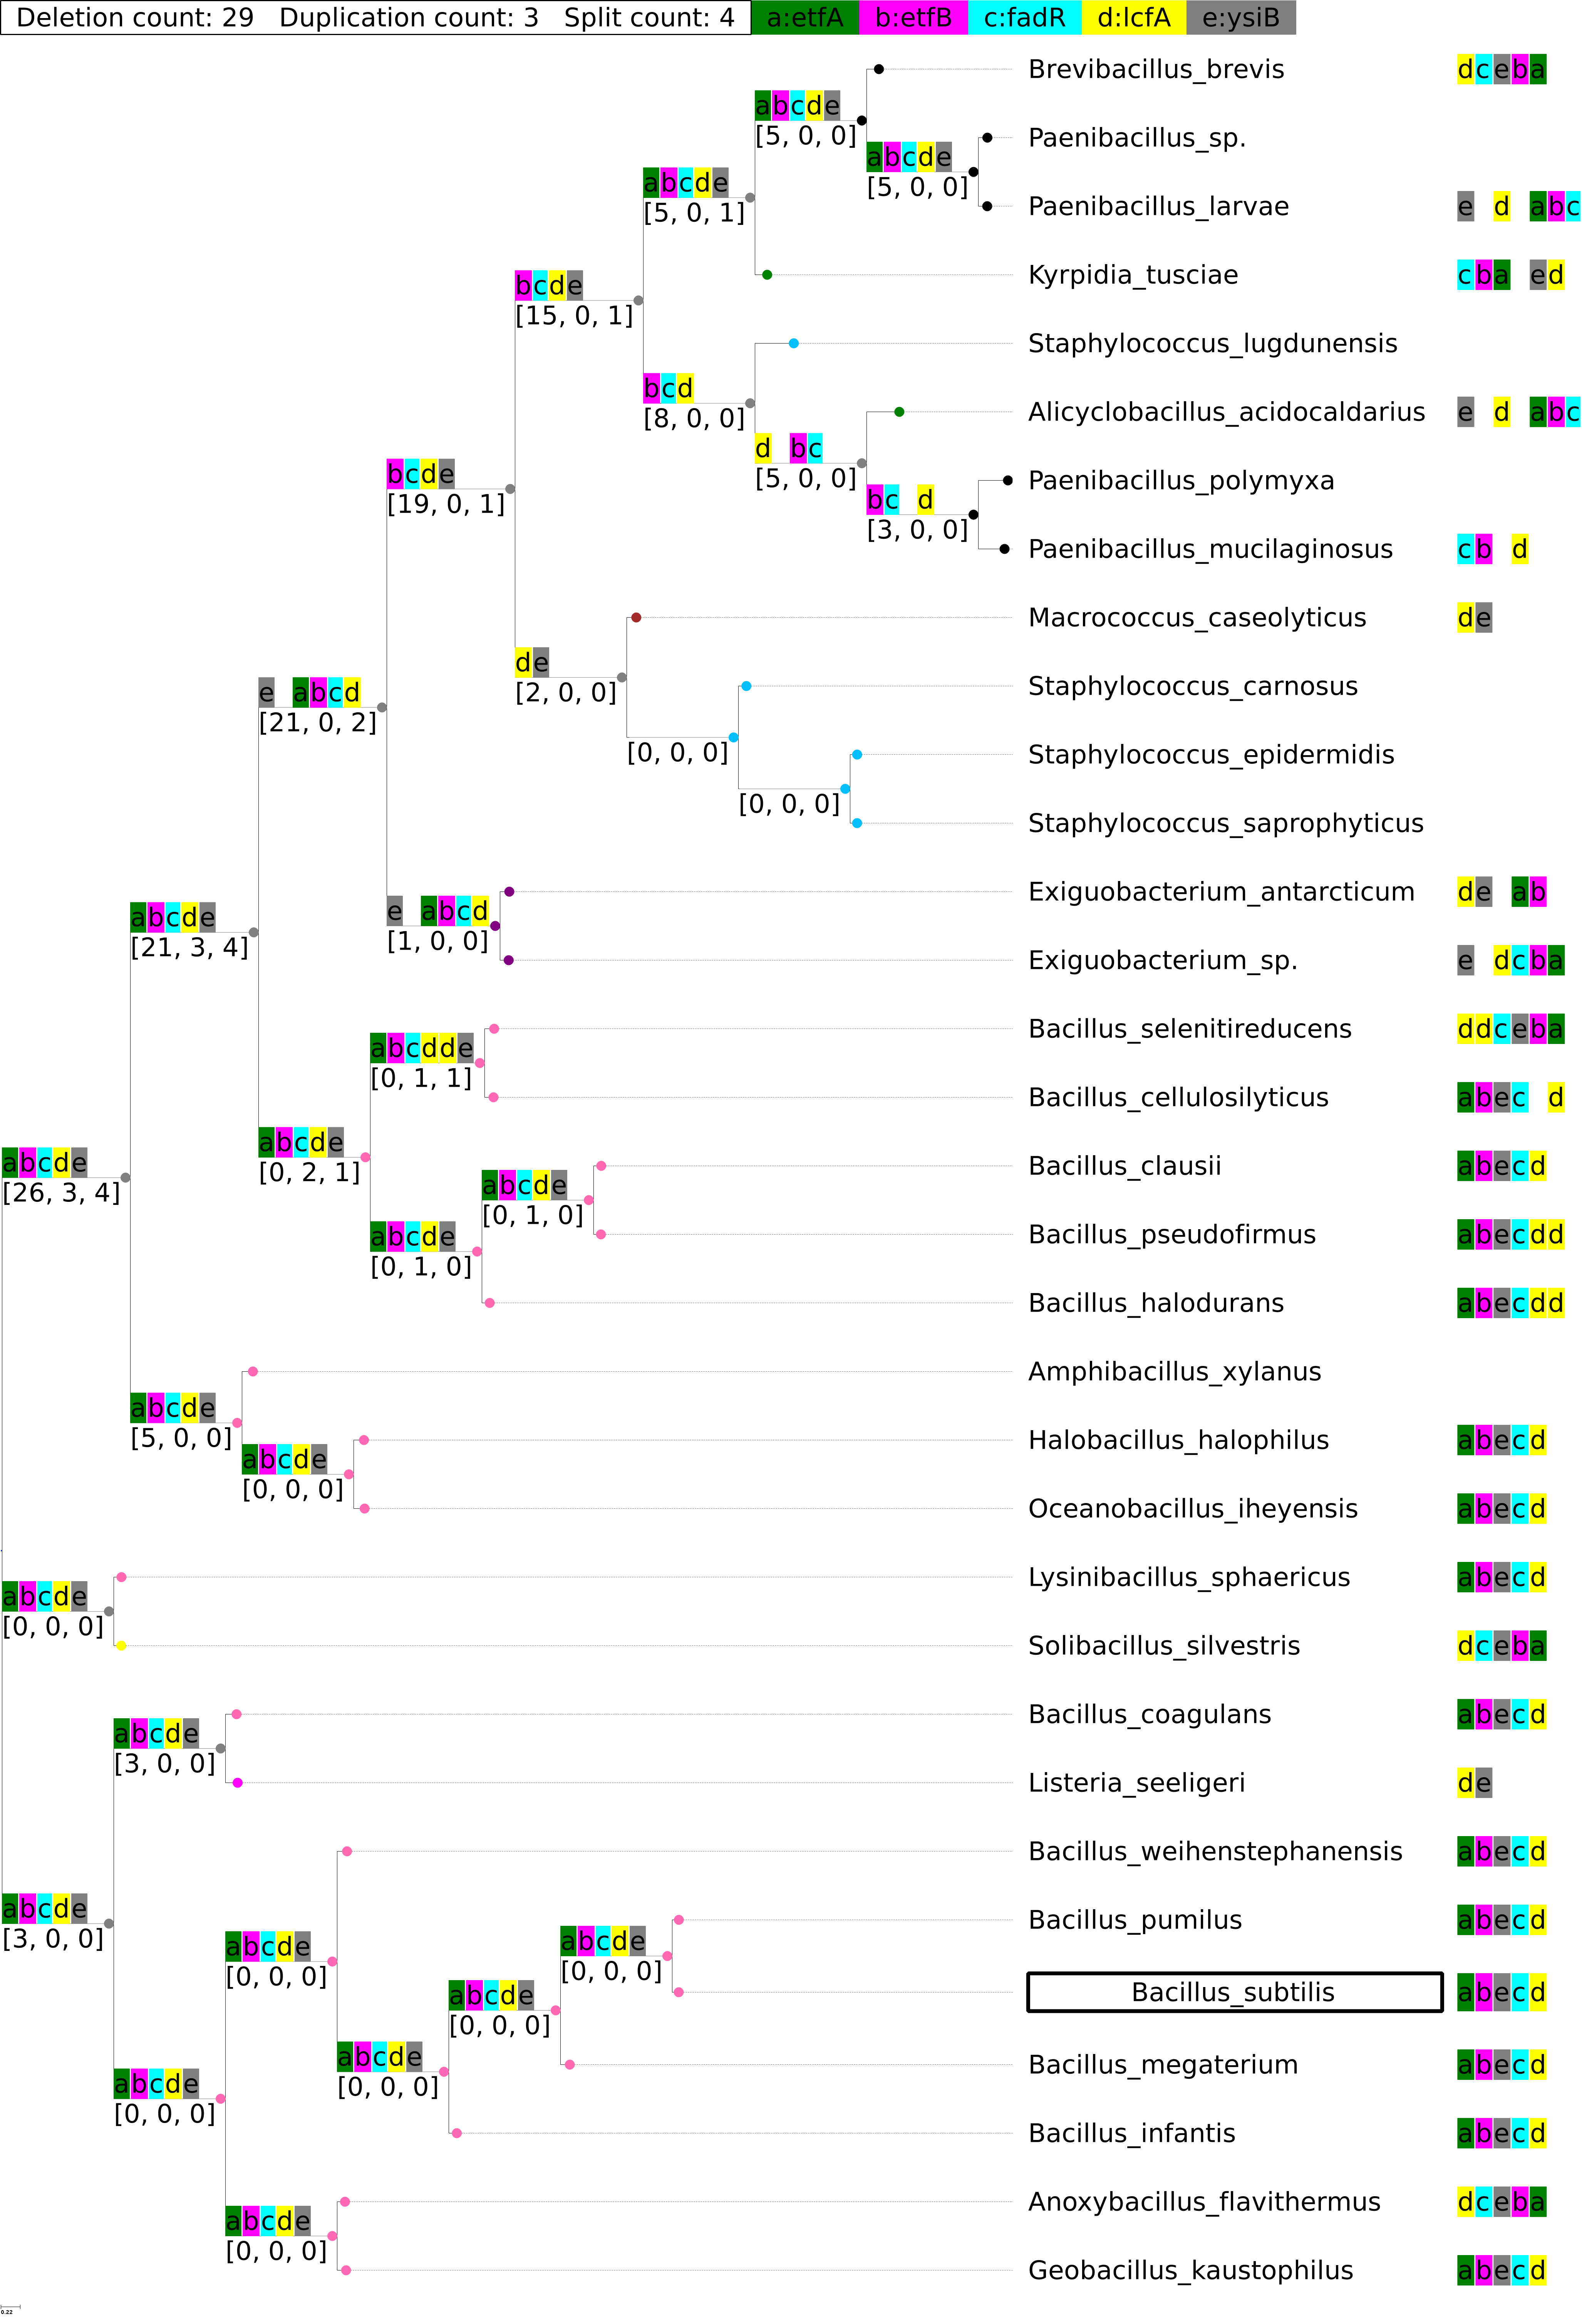 Deletion count: 29 Duplication count: 3 Split count: 4 a:etfA b:etfB c:fadR d:lcfA e:ysiB
Brevibacillus_brevis dceba
abcde
[5, 0, 0]
Paenibacillus_sp.
abcde
[5, 0, 0]
abcde
[5, 0, 1]
Paenibacillus_larvae e d abc
Kyrpidia_tusciae cba ed
bcde
[15, 0, 1]
Staphylococcus_lugdunensis
bcd
[8, 0, 0]
Alicyclobacillus_acidocaldarius e d abc
d bc
[5, 0, 0]
bcde
[19, 0, 1]
Paenibacillus_polymyxa
bc d
[3, 0, 0]
Paenibacillus_mucilaginosus cb d
Macrococcus_caseolyticus de
de
[2, 0, 0]
Staphylococcus_carnosus
e abcd
[21, 0, 2]
[0, 0, 0]
Staphylococcus_epidermidis
[0, 0, 0]
Staphylococcus_saprophyticus
Exiguobacterium_antarcticum de ab
e abcd
[1, 0, 0]
abcde
[21, 3, 4]
Exiguobacterium_sp. e dcba
Bacillus_selenitireducens ddceba
abcdde
[0, 1, 1]
Bacillus_cellulosilyticus abec d
abcde
[0, 2, 1]
abcde
[26, 3, 4]
Bacillus_clausii abecd
abcde
[0, 1, 0]
Bacillus_pseudofirmus abecdd
abcde
[0, 1, 0]
Bacillus_halodurans abecdd
Amphibacillus_xylanus
abcde
[5, 0, 0]
Halobacillus_halophilus abecd
abcde
[0, 0, 0]
Oceanobacillus_iheyensis abecd
Lysinibacillus_sphaericus abecd
abcde
[0, 0, 0]
Solibacillus_silvestris dceba
Bacillus_coagulans abecd
abcde
[3, 0, 0]
Listeria_seeligeri de
Bacillus_weihenstephanensis abecd
abcde
[3, 0, 0]
Bacillus_pumilus abecd
abcde
[0, 0, 0]
abcde
[0, 0, 0]
Bacillus_subtilis abecd
abcde
[0, 0, 0]
Bacillus_megaterium abecd
abcde
[0, 0, 0]
abcde
[0, 0, 0]
Bacillus_infantis abecd
Anoxybacillus_flavithermus dceba
abcde
[0, 0, 0]
Geobacillus_kaustophilus abecd
0.22